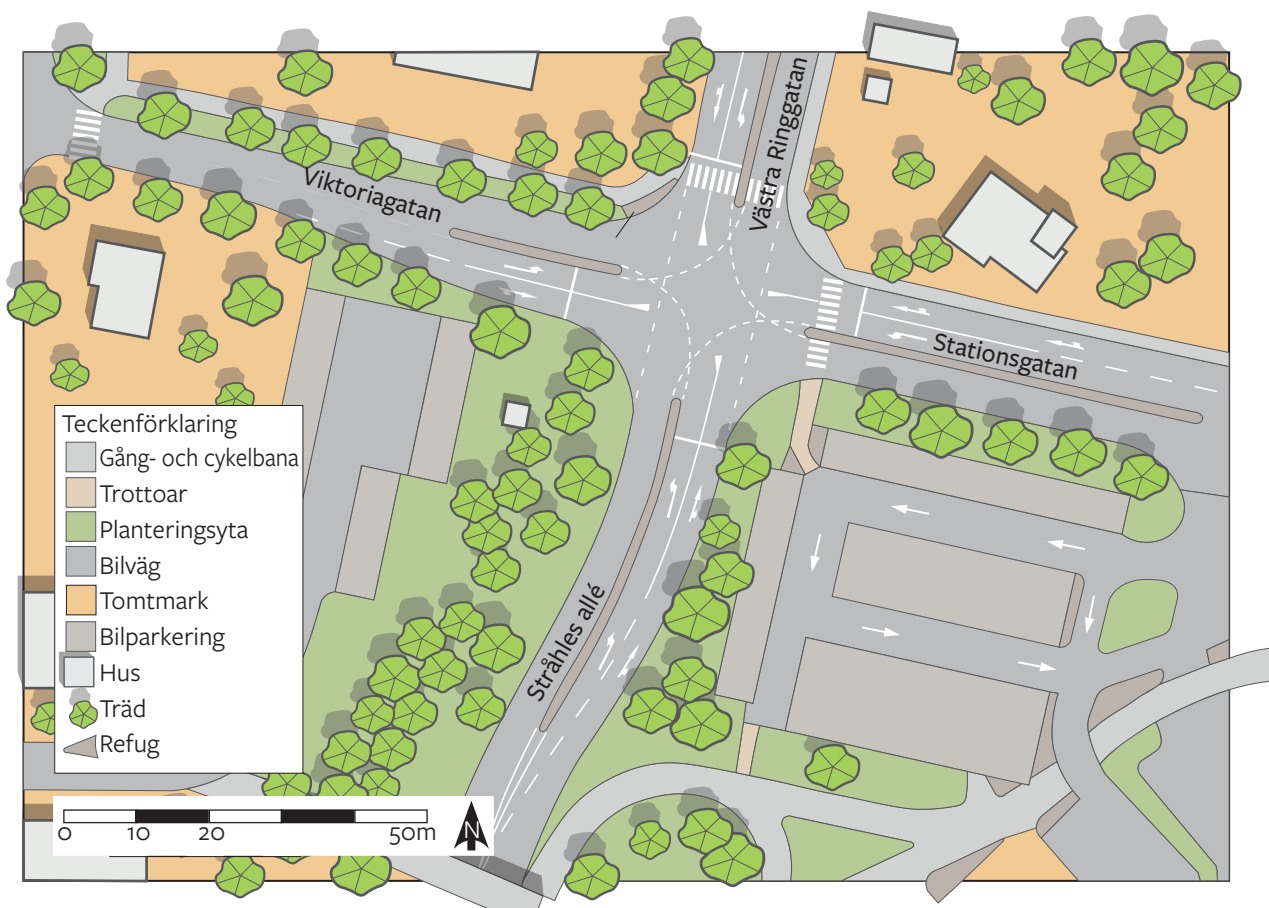 Västra Ringgatan
Viktoriagatan
Stationsgatan
Stråhles allé
Teckenförklaring
Gång- och cykelbana
Trottoar
Planteringsyta
Bilväg
Tomtmark
Bilparkering
Hus
Träd
Refug
0 10 20 50m
N